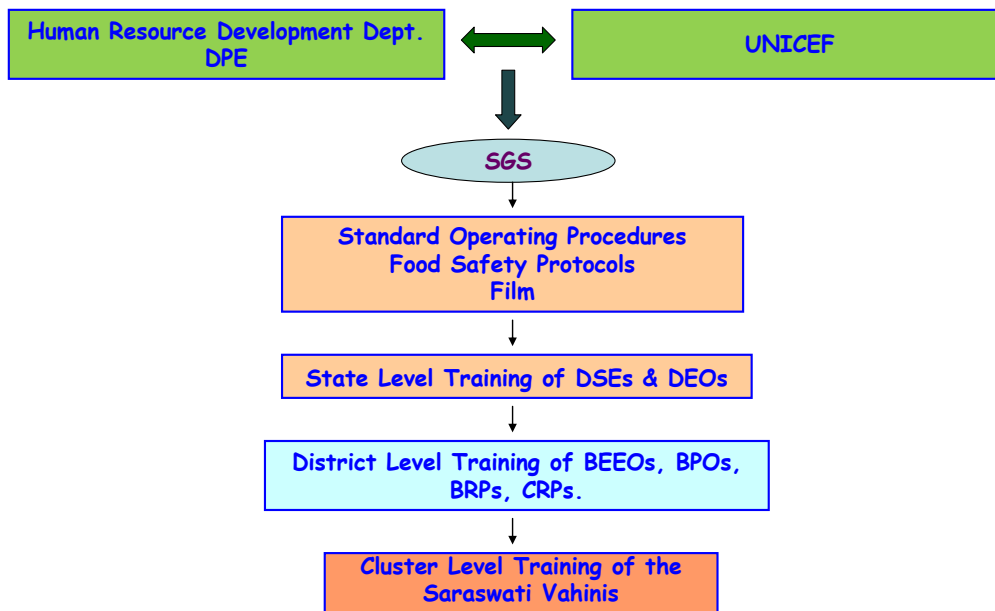 Human Resource Development Dept.
DPE
UNICEF
SGS
Standard Operating Procedures
Food Safety Protocols
Film
State Level Training of DSEs & DEOs
District Level Training of BEEOs, BPOs,
BRPs, CRPs.
Cluster Level Training of the
Saraswati Vahinis